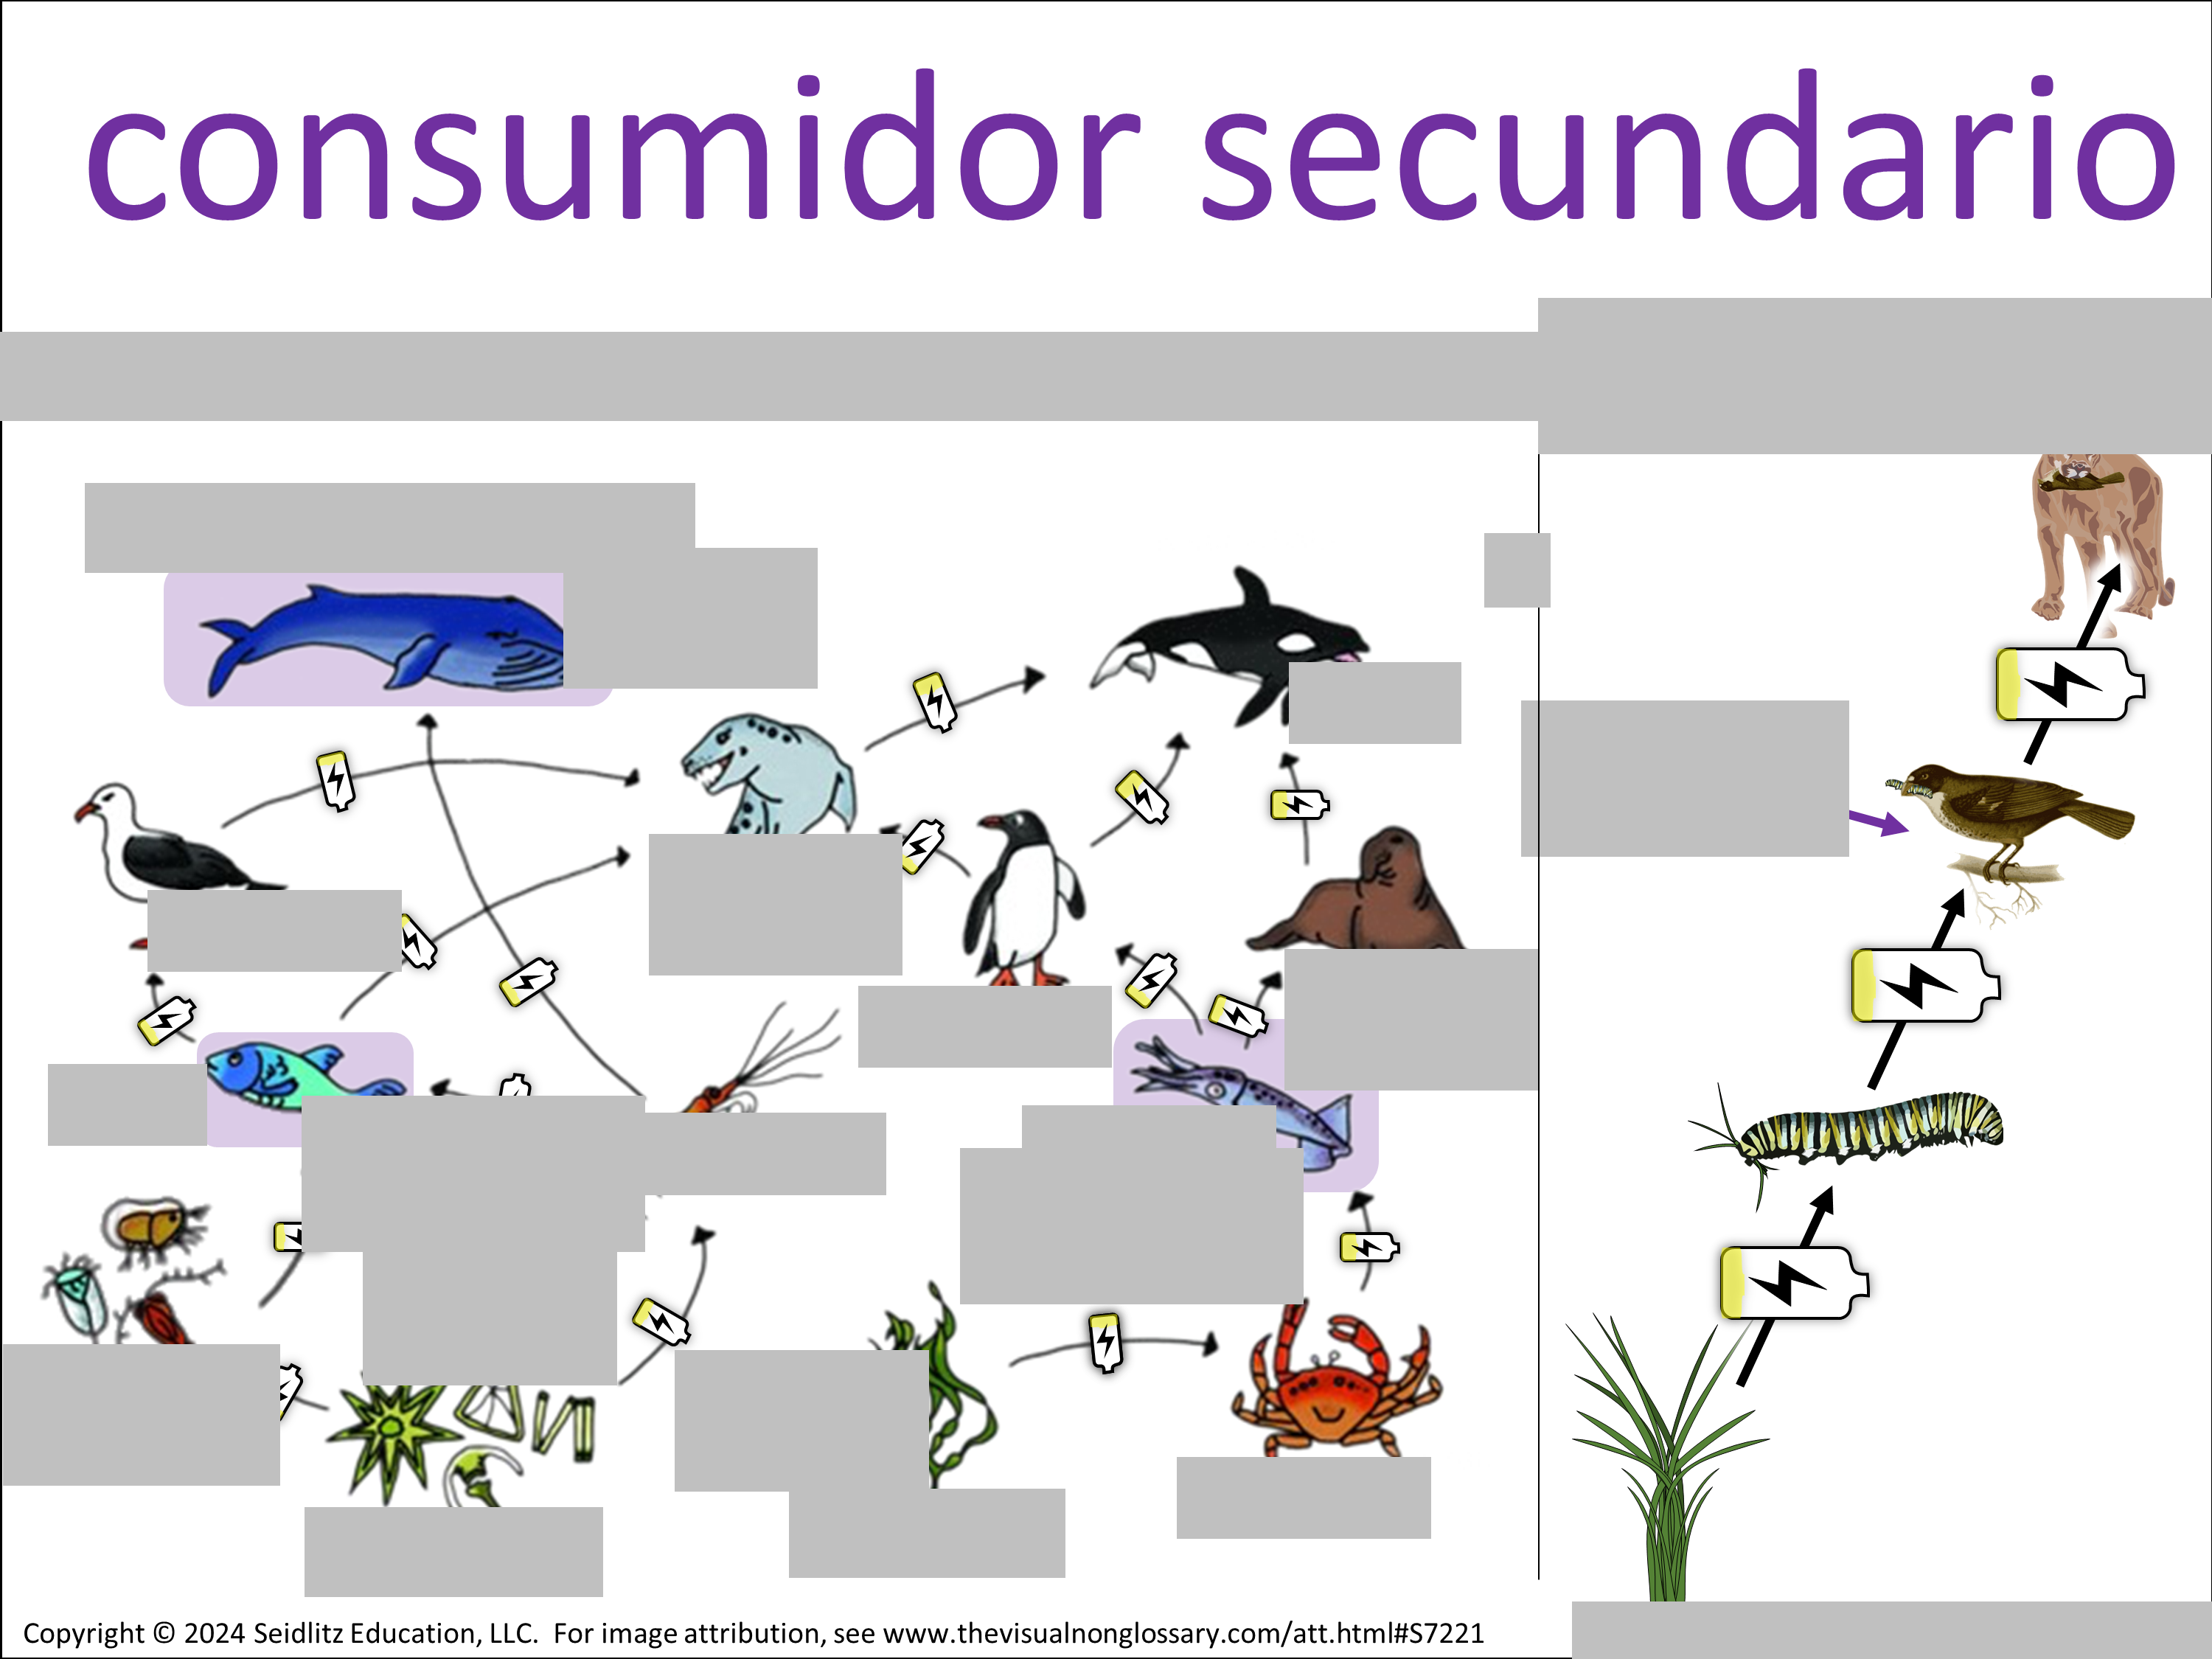 consumidor secundario
Copyright © 2024 Seidlitz Education, LLC.  For image attribution, see www.thevisualnonglossary.com/att.html#S7221